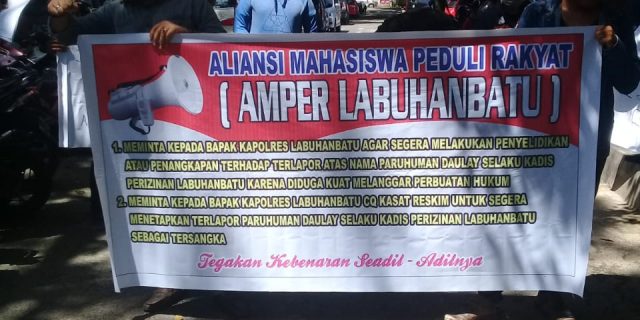 ALIANSI MAHASISWA PEDULI RAKYAT
( AMPER LABUHANBATU )
1. MEMINTA KEPADA BAPAK KAPOLRES LABUHANBATU AGAR SEGERA MELAKUKAN PENYELIDIKAN
ATAU PENANGKAPAN TERHADAP TERLAPOR ATAS NAMA PARUHUMAN DAULAY SELAKU KADIS
PERIZINAN LABUHANBATU KARENA DIDUGA KUAT MELANGGAR PERBUATAN HUKUM
2. MEMINTA KEPADA BAPAK KAPOLRES LABUHANBATU CQ KASAT RESKIM UNTUK SEGERA
MENETAPKAN TERLAPOR PARUHUMAN DAULAY SELAKU KADIS PERIZINAN LABUHANBATU
SEBAGAI TERSANGKA
Tegakan Kebenaran Seadil - Adilnya